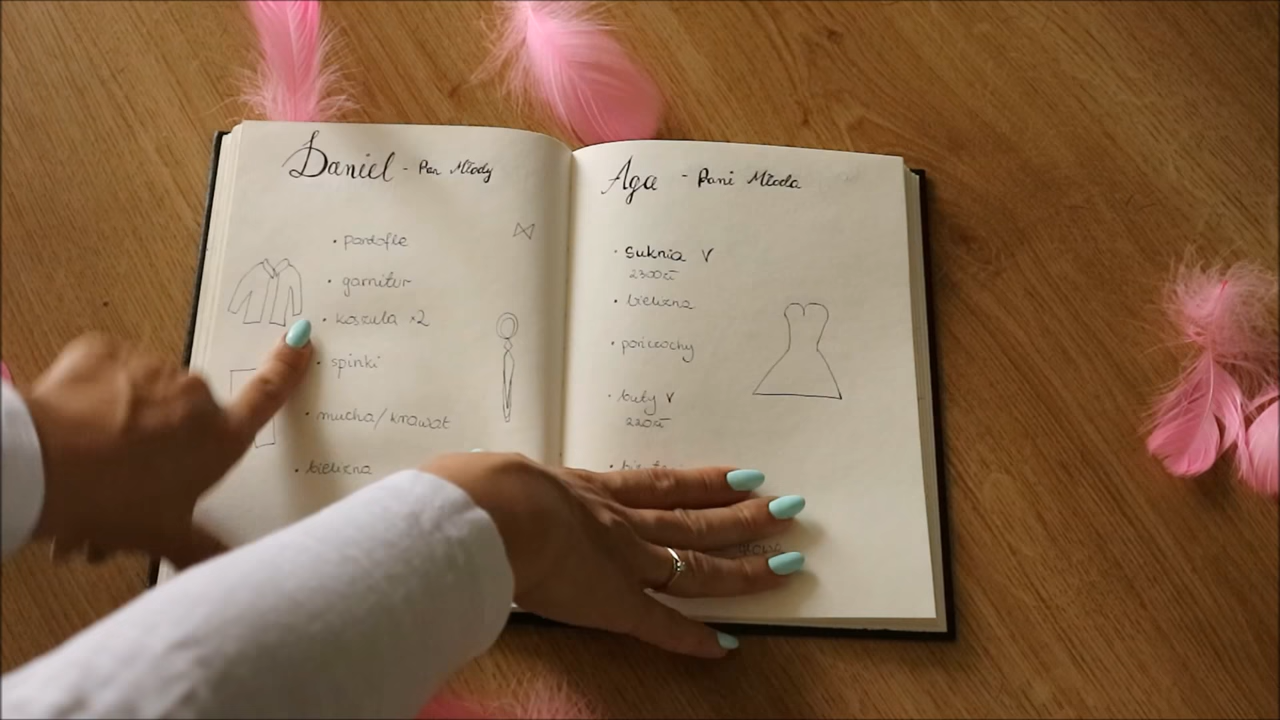 Daniel - Pan Młody
• pantofle
• garnitur
• koszula x2
• spinki
• mucha/krawat
• bielizna
Aga - Pani Młoda
• Suknia V
2300zł
• bielizna
• pończochy
• buty V
220zł